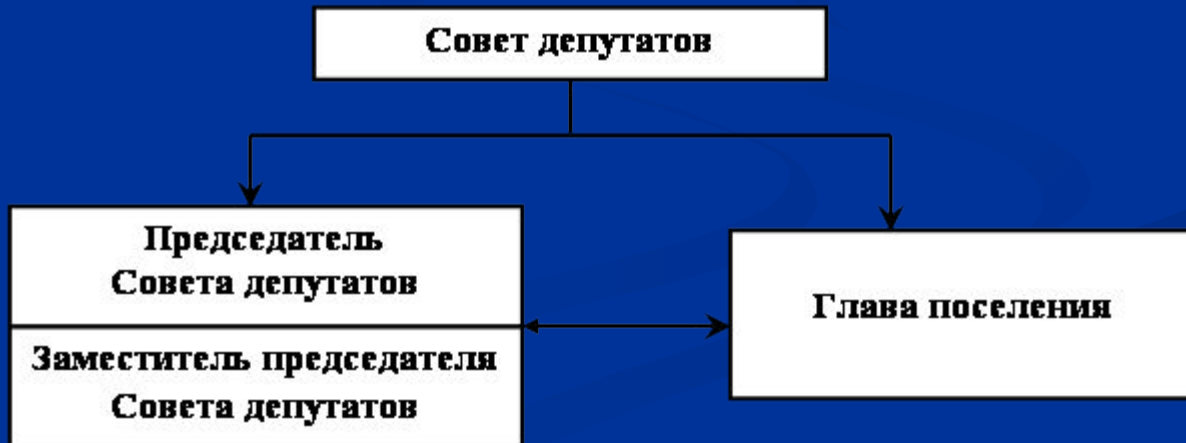 Совет депутатов
Председатель
Совета депутатов
Заместитель председателя
Совета депутатов
Глава поселения